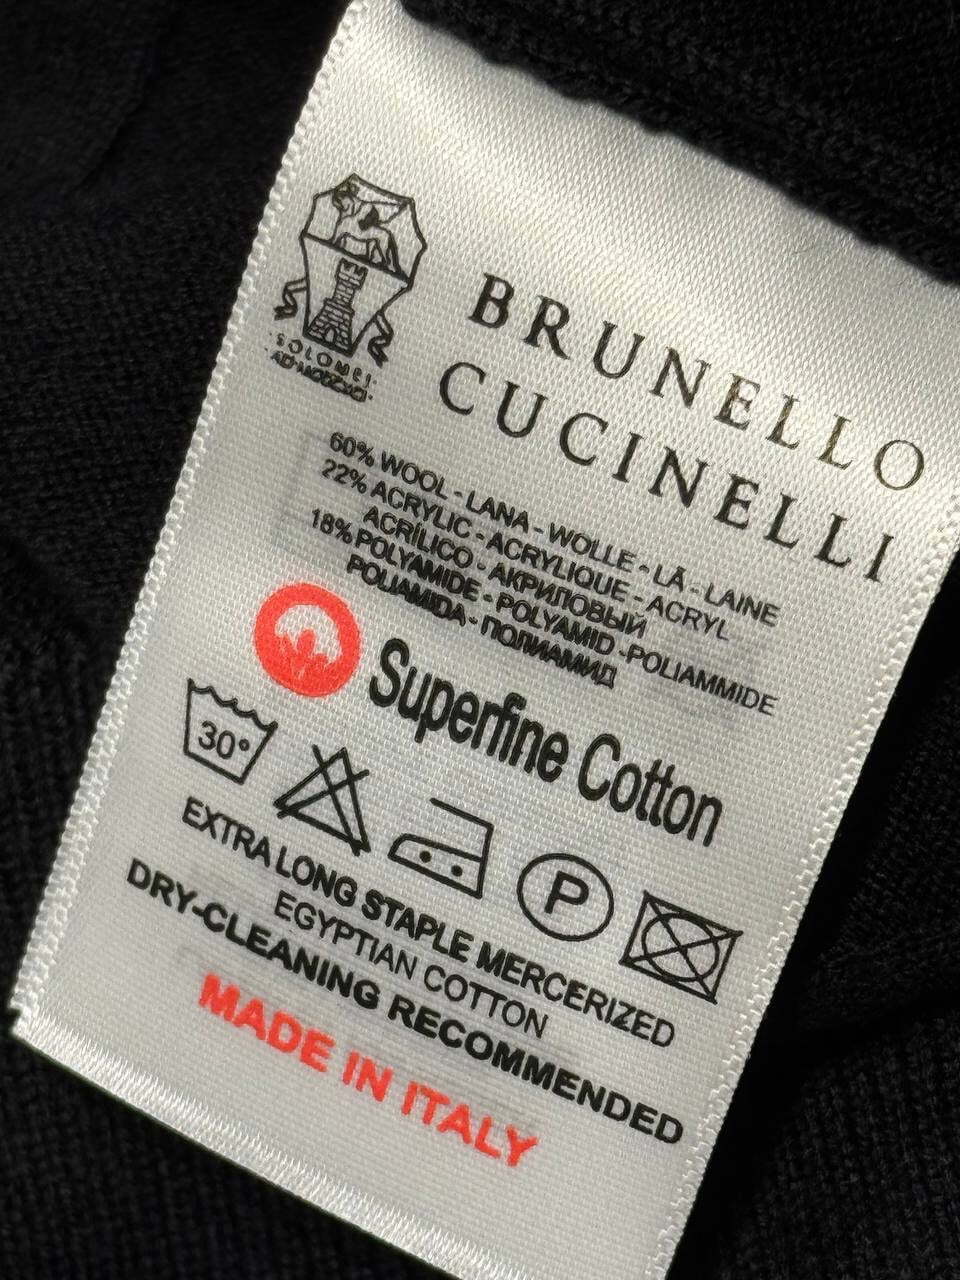 SOLOMEI
BRUNELLO
CUCINELLI
60% WOOL - LANA - WOLLE - LÃ - LAINE
22% ACRYLIC - ACRYLIQUE - ACRYL
ACRÍLICO - АКРИЛОВЫЙ
18% POLYAMIDE - POLYAMID - POLIAMMIDE
POLIAMIDA - ПОЛИАМИД
Superfine Cotton
30°
P
EXTRA LONG STAPLE MERCERIZED
EGYPTIAN COTTON
DRY-CLEANING RECOMMENDED
MADE IN ITALY